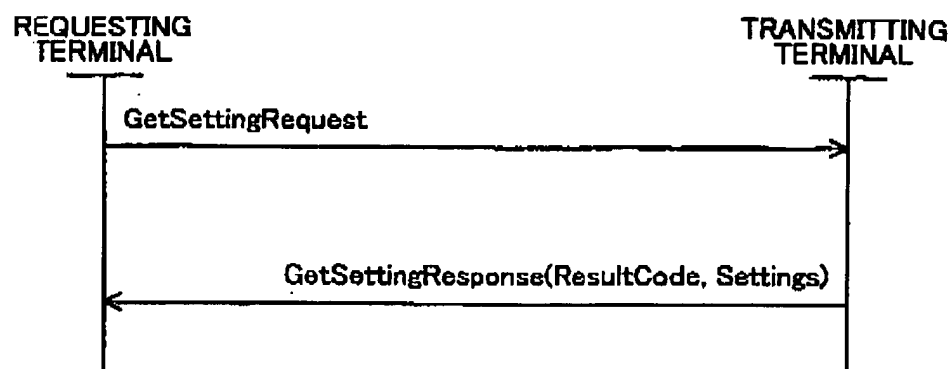 REQUESTING
TERMINAL
TRANSMITTING
TERMINAL
GetSettingRequest
GetSettingResponse(ResultCode, Settings)